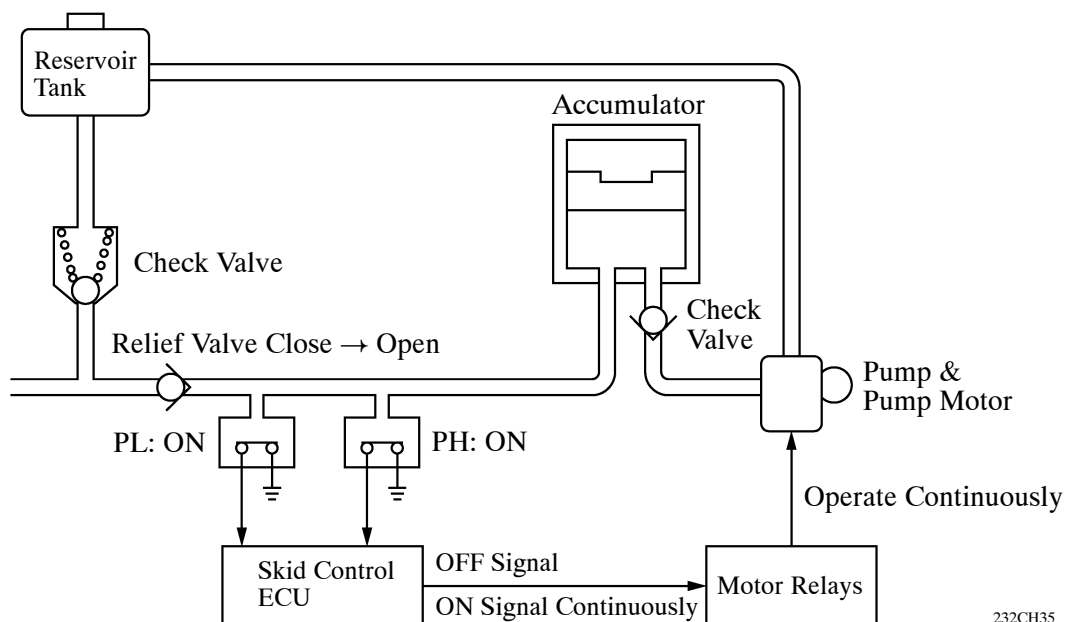 Reservoir
Tank
Accumulator
Check Valve
Check
Valve
Relief Valve Close → Open
Pump &
Pump Motor
PL: ON
PH: ON
Operate Continuously
Skid Control
ECU
OFF Signal
ON Signal Continuously
Motor Relays
232CH35